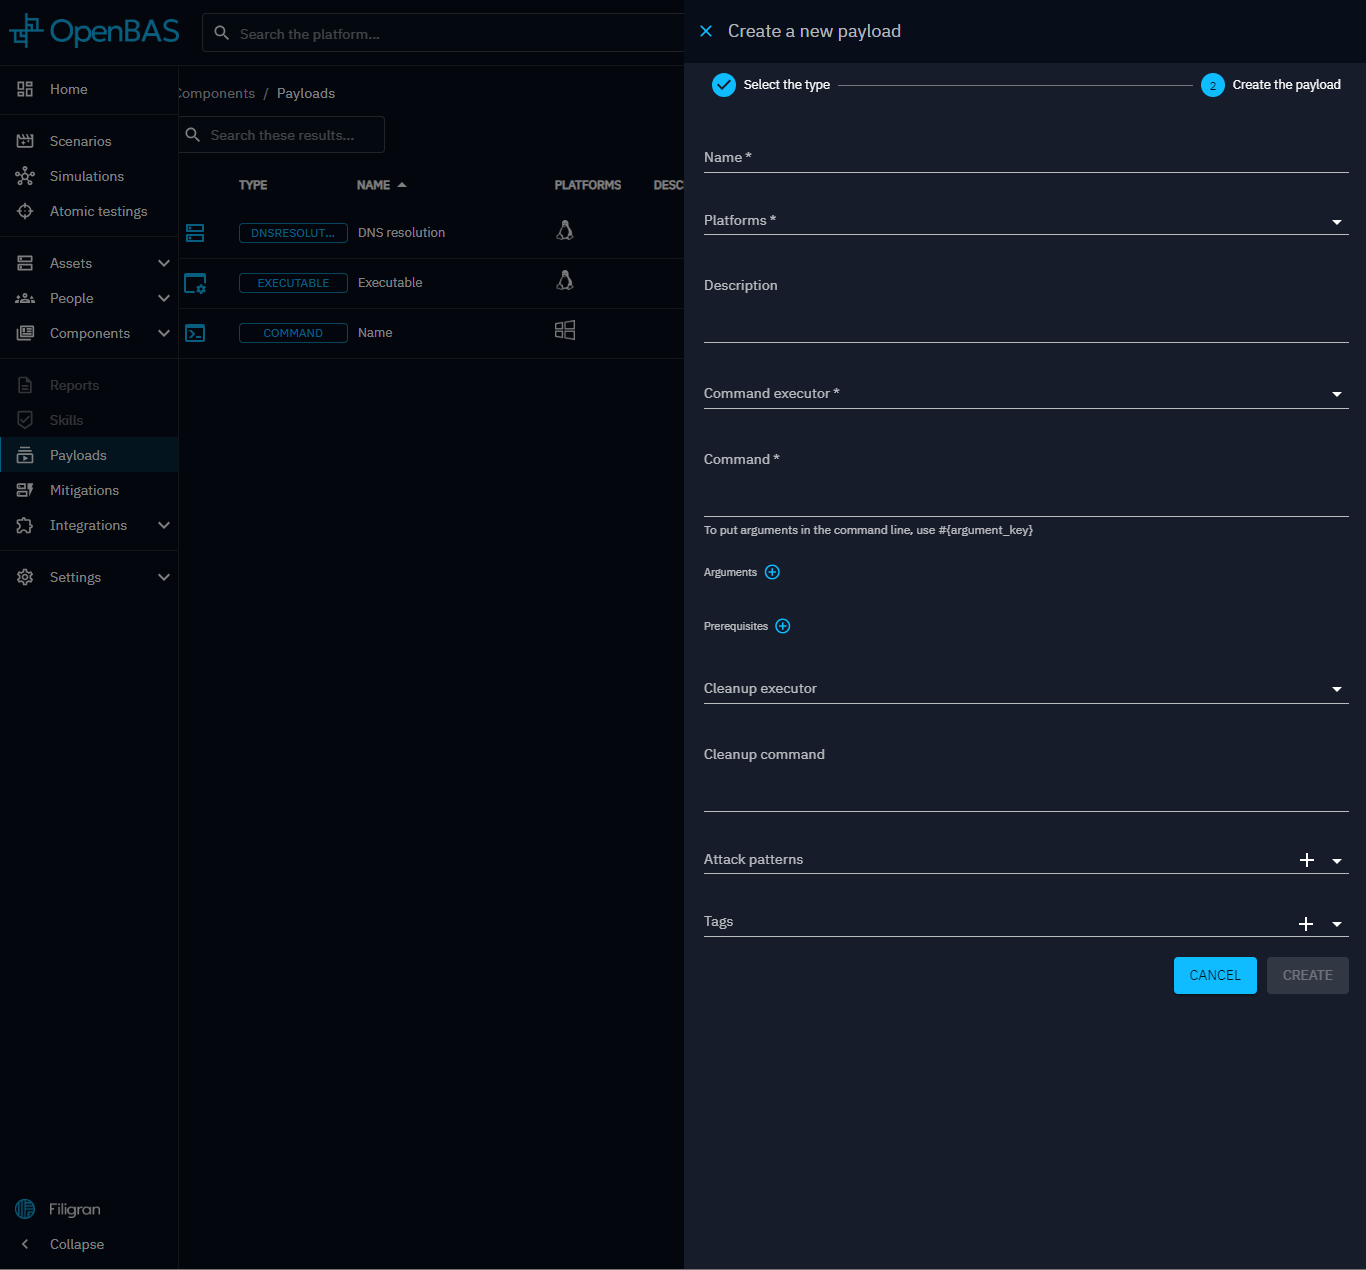 OpenBAS
Search the platform...
Home
Scenarios
Simulations
Atomic testings
Assets
People
Components
Reports
Skills
Payloads
Mitigations
Integrations
Settings
Filigran
Collapse
Components / Payloads
Search these results...
TYPE NAME PLATFORMS DESC
DNSRESOLUT... DNS resolution
EXECUTABLE Executable
COMMAND Name
Create a new payload
Select the type
2 Create the payload
Name *
Platforms *
Description
Command executor *
Command *
To put arguments in the command line, use #{argument_key}
Arguments
Prerequisites
Cleanup executor
Cleanup command
Attack patterns
Tags
CANCEL CREATE